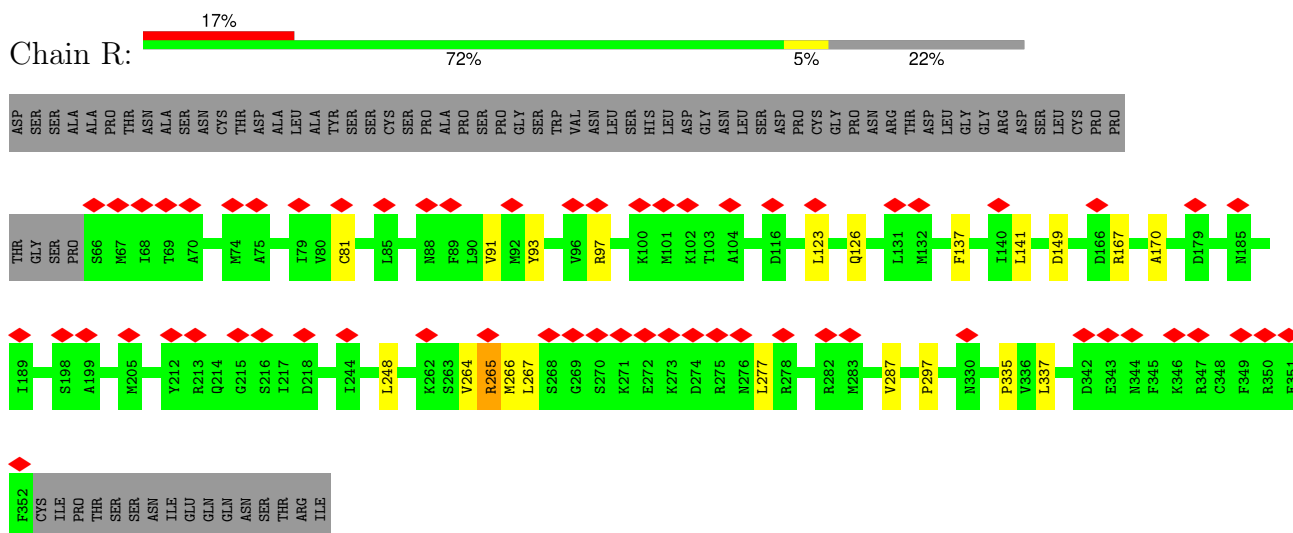 17%
Chain R:
72% 5% 22%
ASP SER SER ALA ALA PRO THR ASN ALA SER ASN CYS THR ASP ALA LEU ALA TYR SER SER CYS SER PRO ALA PRO SER PRO GLY SER TRP VAL ASN LEU SER HIS LEU ASP GLY ASN LEU SER ASP PRO CYS GLY PRO ASN ARG THR ASP LEU GLY GLY ARG ASP SER LEU CYS PRO PRO
THR GLY SER PRO S66 M67 I68 T69 A70 M74 A75 I79 V80 C81 L85 N88 F89 L90 V91 M92 Y93 V96 R97 K100 M101 K102 T103 A104 D116 L123 Q126 L131 M132 F137 I140 L141 D149 D166 R167 A170 D179 N185
I189 S198 A199 M205 Y212 R213 Q214 G215 S216 I217 D218 I244 L248 K262 S263 V264 R265 M266 L267 S268 G269 S270 K271 E272 K273 D274 R275 N276 L277 R278 R282 M283 V287 P297 N330 P335 V336 L337 D342 E343 N344 F345 K346 R347 C348 F349 R350
F352 CYS ILE PRO THR SER SER ASN ILE GLU GLN GLN ASN SER THR ARG ILE